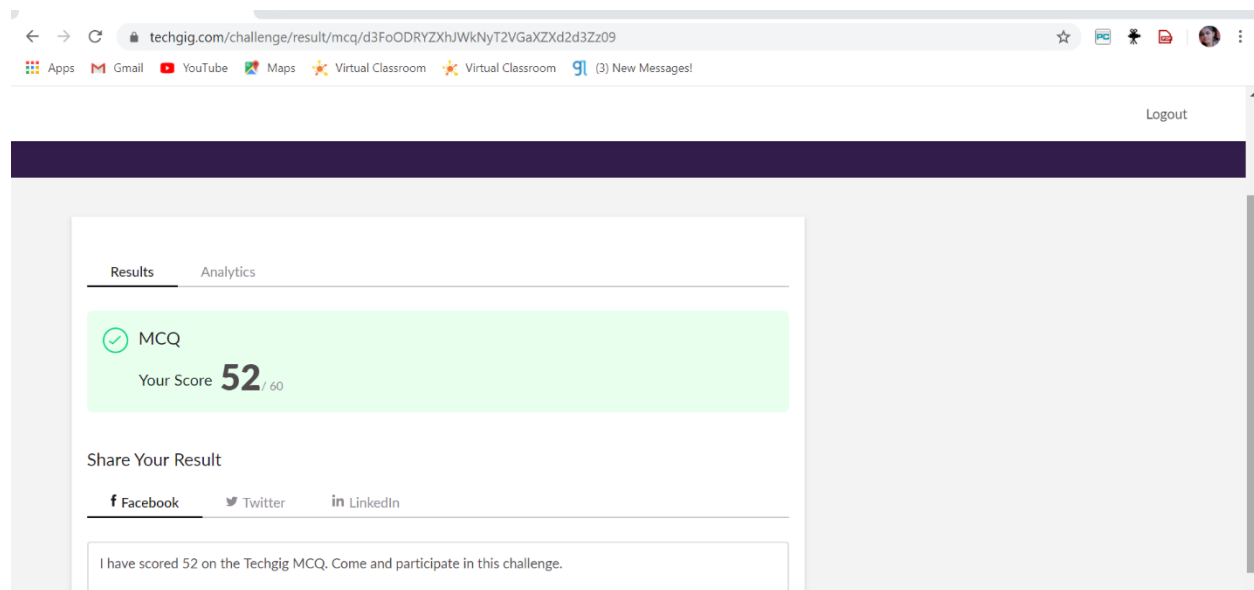 techgig.com/challenge/result/mcq/d3FoODRYZXhJWkNyT2VGaXZXd2d3Zz09
Apps Gmail YouTube Maps Virtual Classroom Virtual Classroom (3) New Messages!
Logout
Results Analytics
MCQ
Your Score 52 / 60
Share Your Result
Facebook Twitter LinkedIn
I have scored 52 on the Techgig MCQ. Come and participate in this challenge.